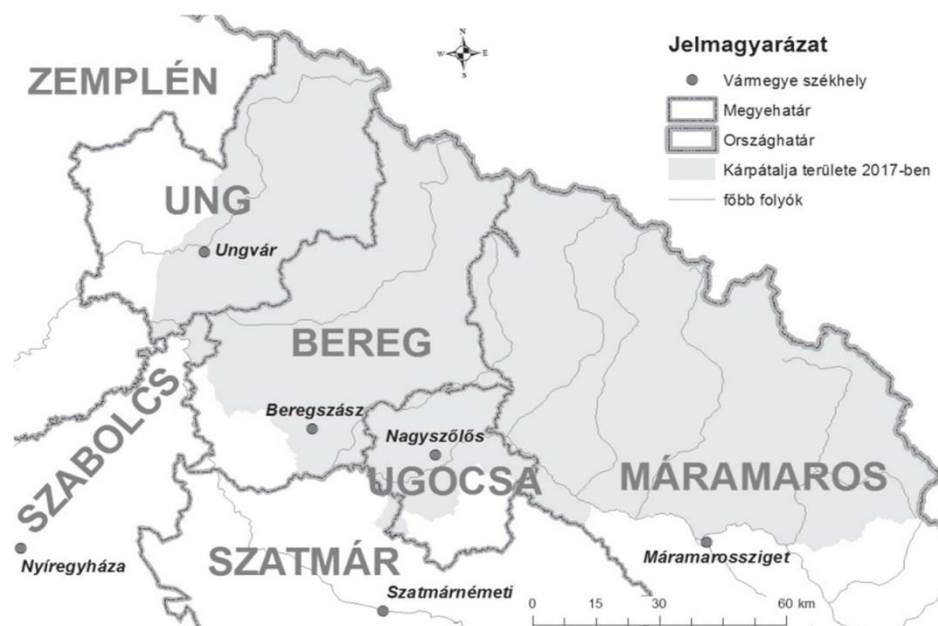 N
W
E
S
Jelmagyarázat
Vármegye székhely
Megyehatár
Országhatár
Kárpátalja területe 2017-ben
főbb folyók
ZEMPLÉN
UNG
Ungvár
BEREG
SZABOLCS
Beregszász
Nagyszőlős
UGOCSA
MÁRAMAROS
Nyíregyháza
SZATMÁR
Máramarossziget
Szatmárnémeti
0 15 30 60 km